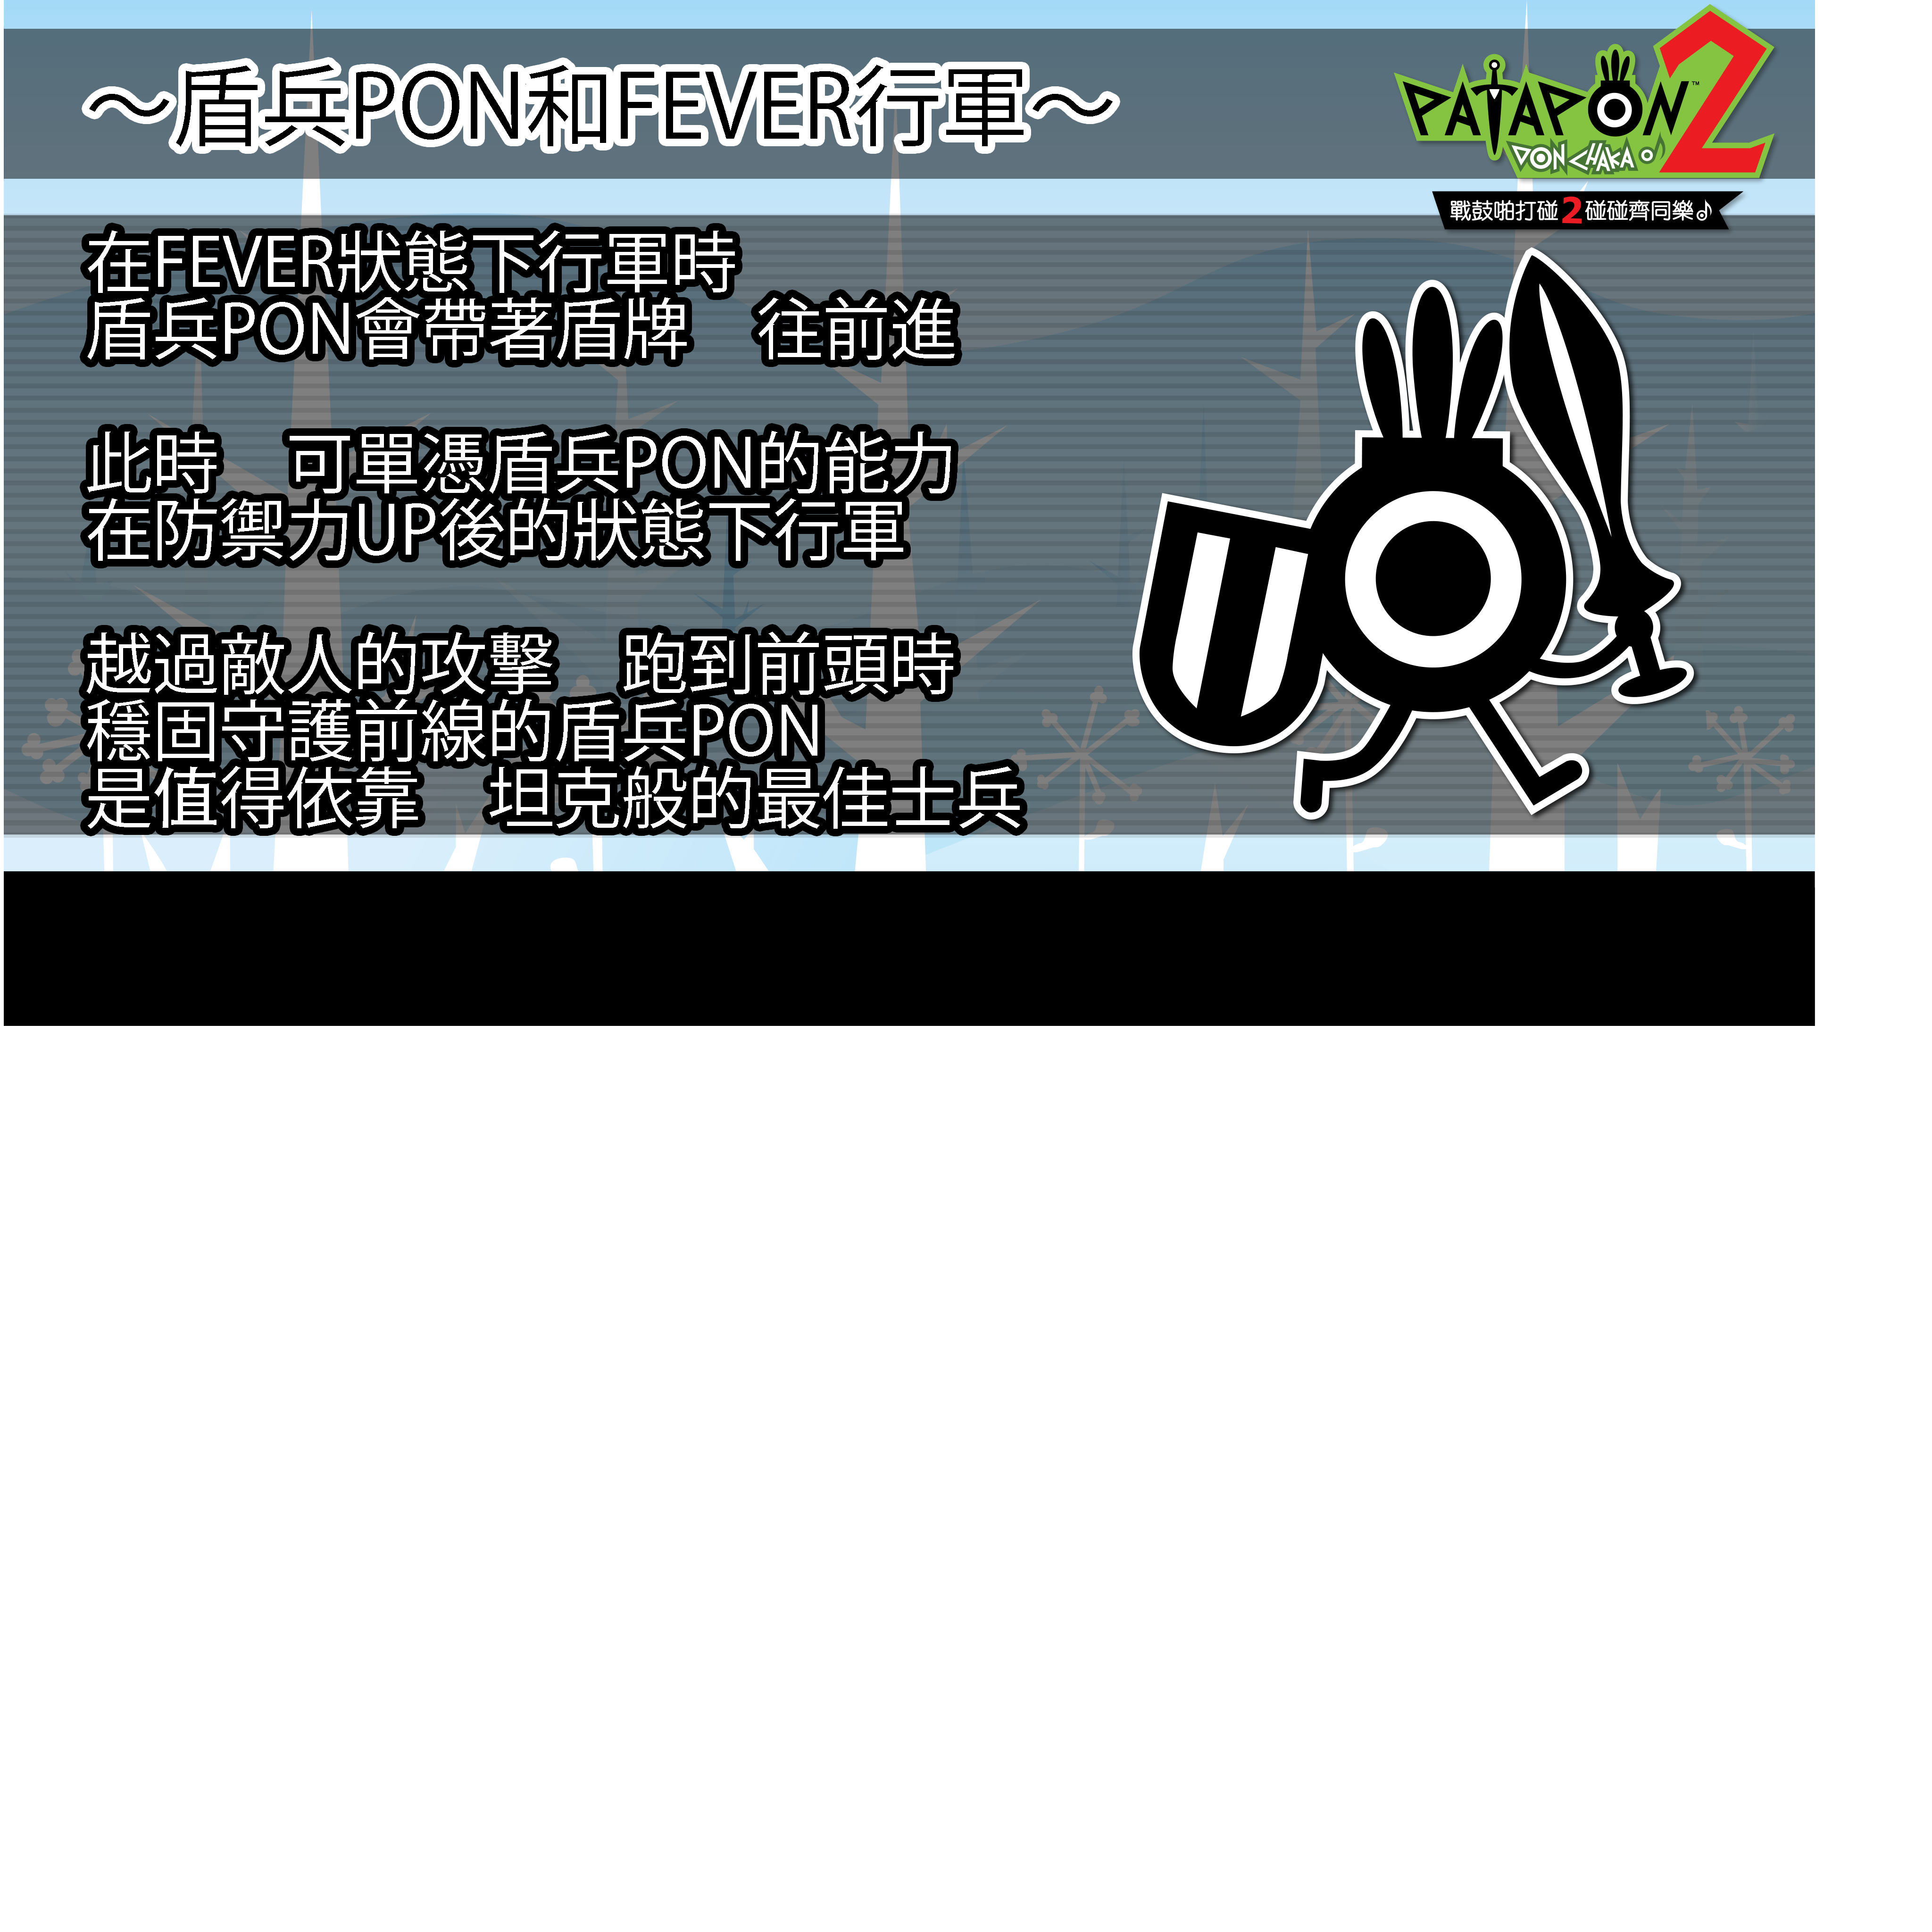 ～盾兵PON和FEVER行軍～
PATAPON 2
DON CHAKA♪
™
戰鼓啪打碰2碰碰齊同樂♪
在FEVER狀態下行軍時
盾兵PON會帶著盾牌　往前進
此時　可單憑盾兵PON的能力
在防禦力UP後的狀態下行軍
越過敵人的攻擊　跑到前頭時
穩固守護前線的盾兵PON
是值得依靠　坦克般的最佳士兵